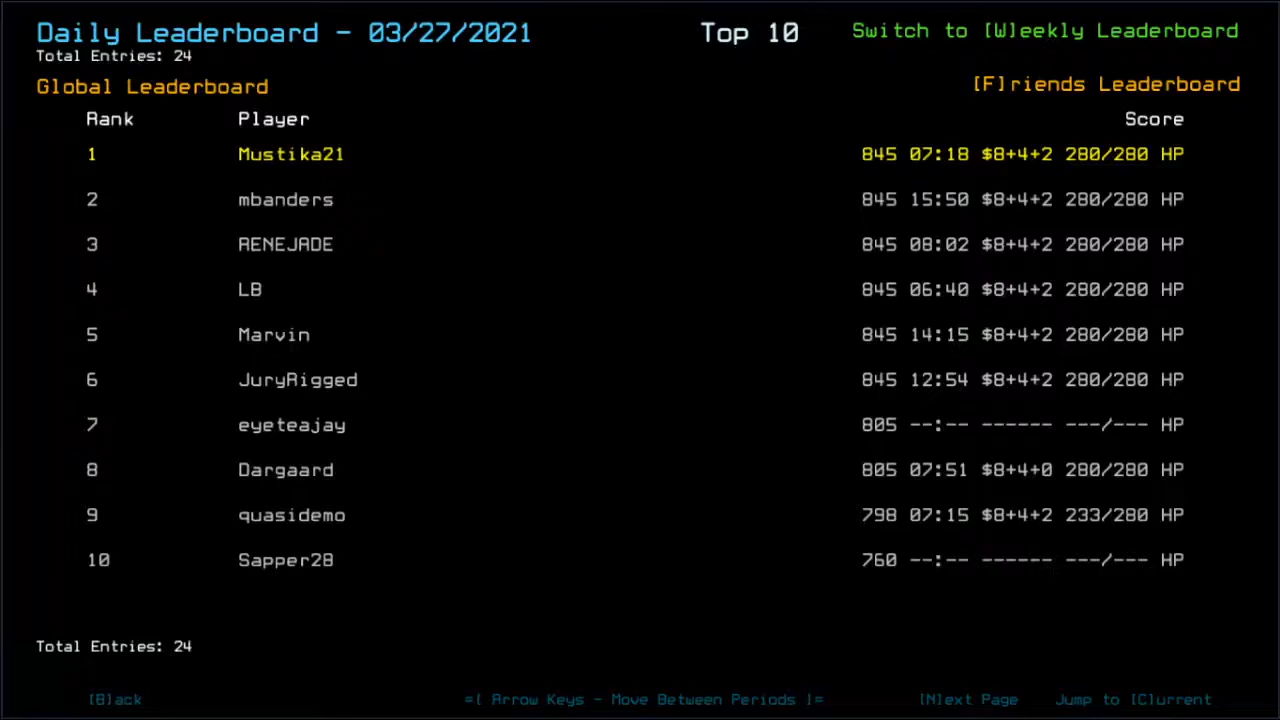 Daily Leaderboard - 03/27/2021 Top 10 Switch to [W]eekly Leaderboard
Total Entries: 24
Global Leaderboard [F]riends Leaderboard
Rank Player Score
1 Mustika21 845 07:18 $8+4+2 280/280 HP
2 mbanders 845 15:50 $8+4+2 280/280 HP
3 RENEJADE 845 08:02 $8+4+2 280/280 HP
4 LB 845 06:40 $8+4+2 280/280 HP
5 Marvin 845 14:15 $8+4+2 280/280 HP
6 JuryRigged 845 12:54 $8+4+2 280/280 HP
7 eyeteajay 805 --:-- ------ ---/--- HP
8 Dargaard 805 07:51 $8+4+0 280/280 HP
9 quasidemo 798 07:15 $8+4+2 233/280 HP
10 Sapper28 760 --:-- ------ ---/--- HP
Total Entries: 24
[B]ack =[ Arrow Keys - Move Between Periods ]= [N]ext Page Jump to [C]urrent